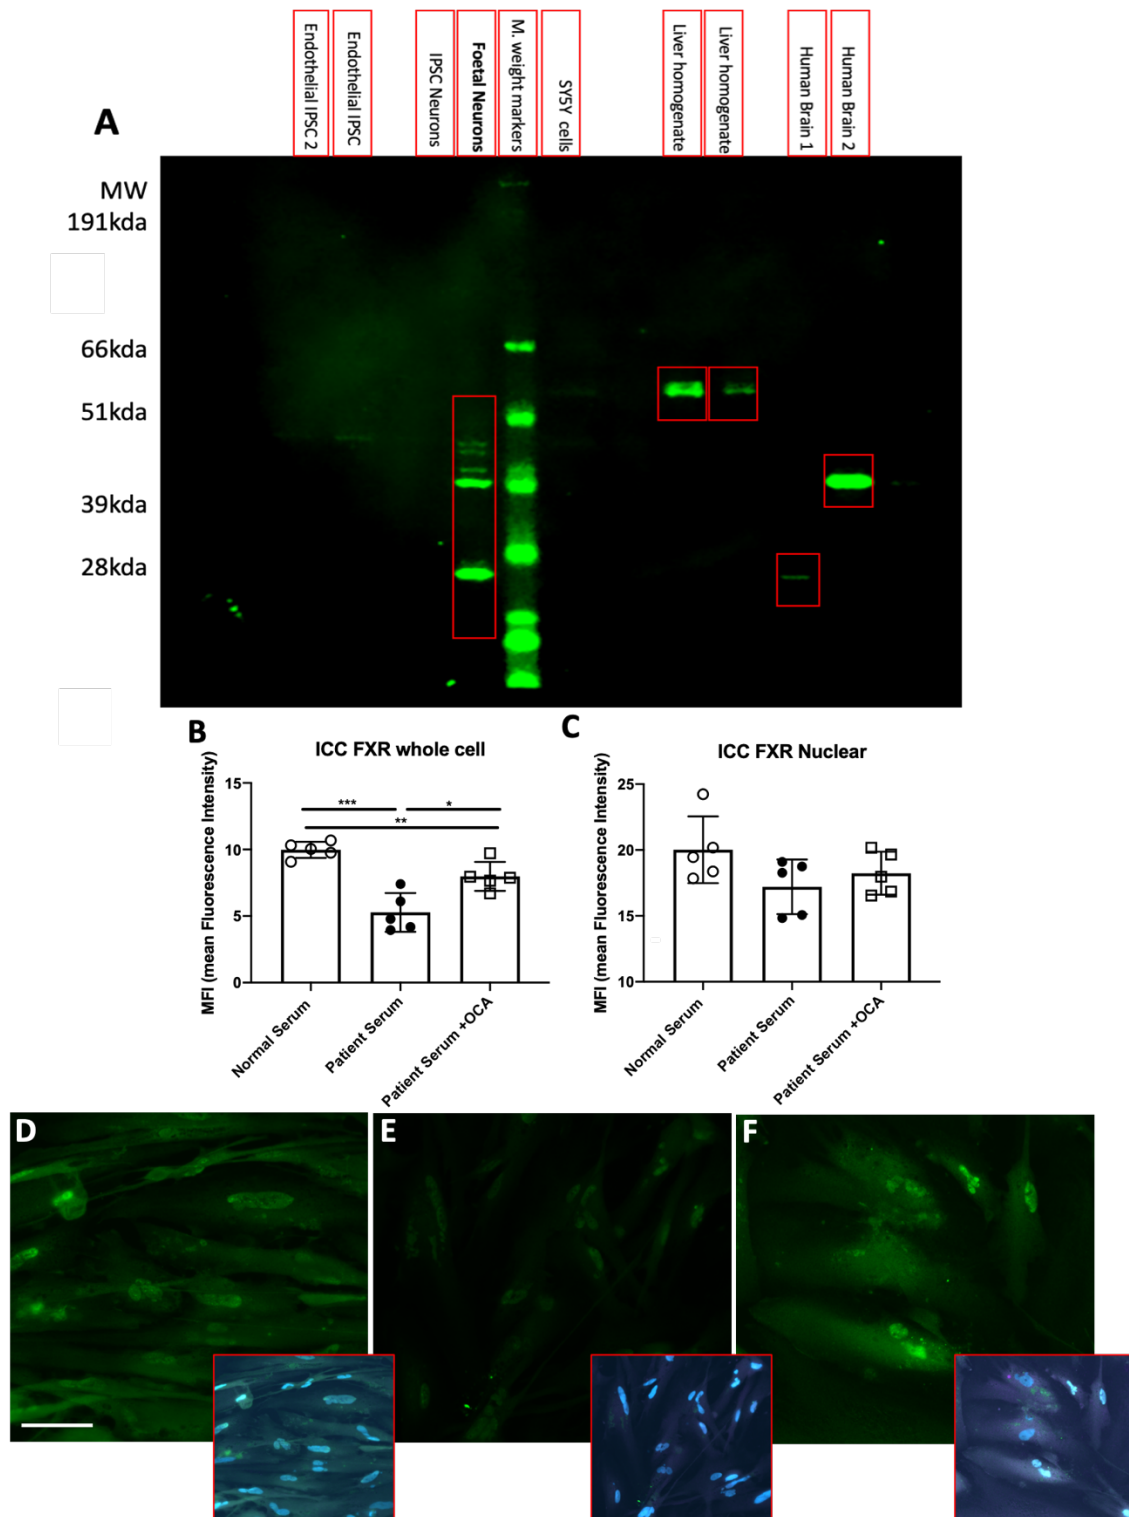 Endothelial IPSC 2
Endothelial IPSC
IPSC Neurons
Foetal Neurons
M. weight markers
SY5Y cells
Liver homogenate
Liver homogenate
Human Brain 1
Human Brain 2
A
MW
191kda
66kda
51kda
39kda
28kda
B
ICC FXR whole cell
MFI (mean Fluorescence Intensity)
15
10
5
0
***
*
**
Normal Serum
Patient Serum
Patient Serum +OCA
C
ICC FXR Nuclear
MFI (mean Fluorescence Intensity)
25
20
15
10
Normal Serum
Patient Serum
Patient Serum +OCA
D
E
F